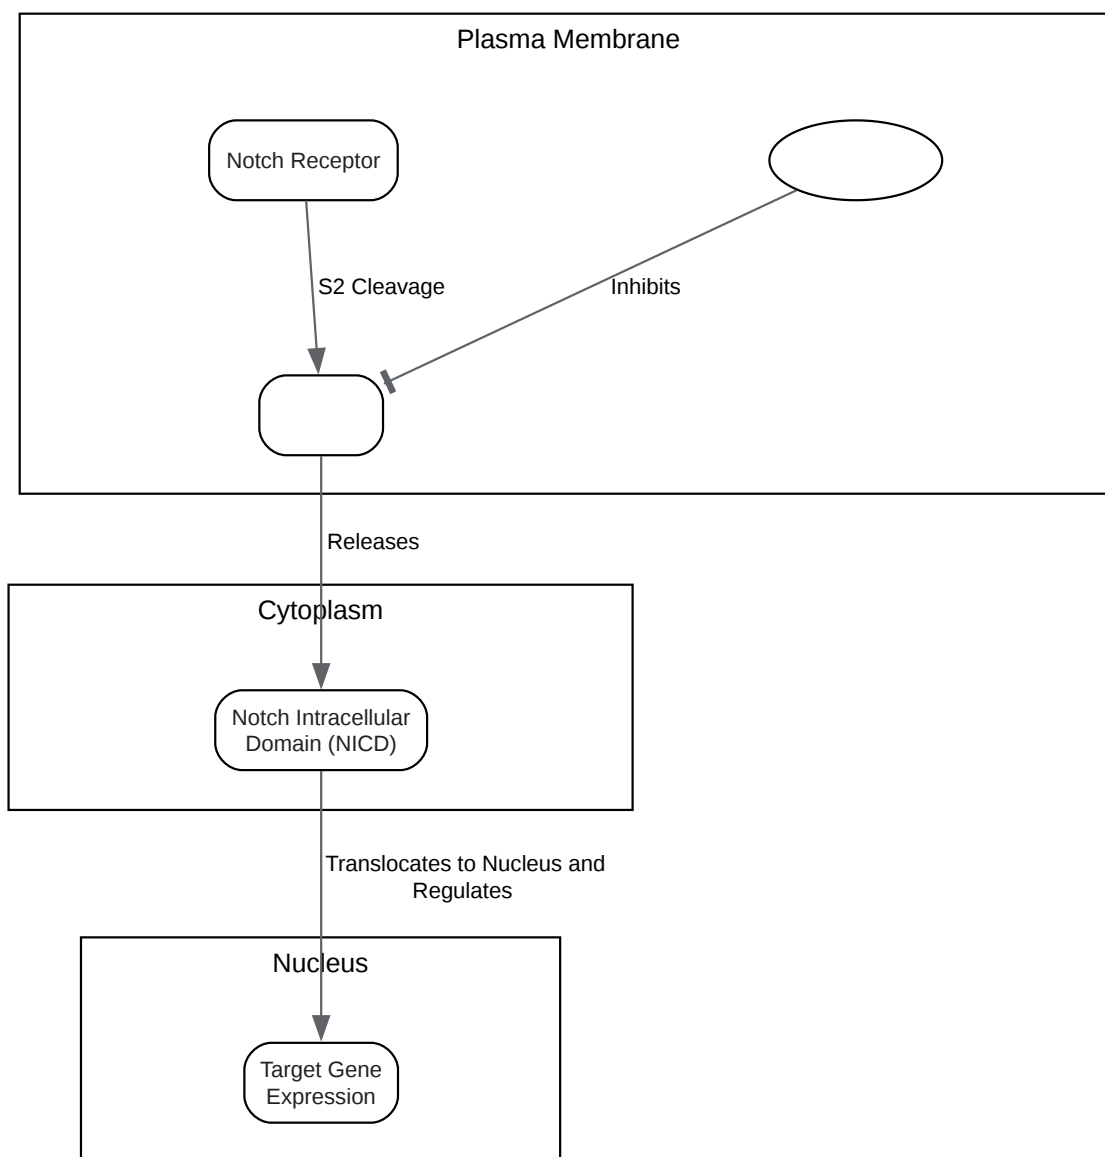 Plasma Membrane
Notch Receptor
S2 Cleavage
Inhibits
Releases
Cytoplasm
Notch Intracellular
Domain (NICD)
Translocates to Nucleus and
Regulates
Nucleus
Target Gene
Expression